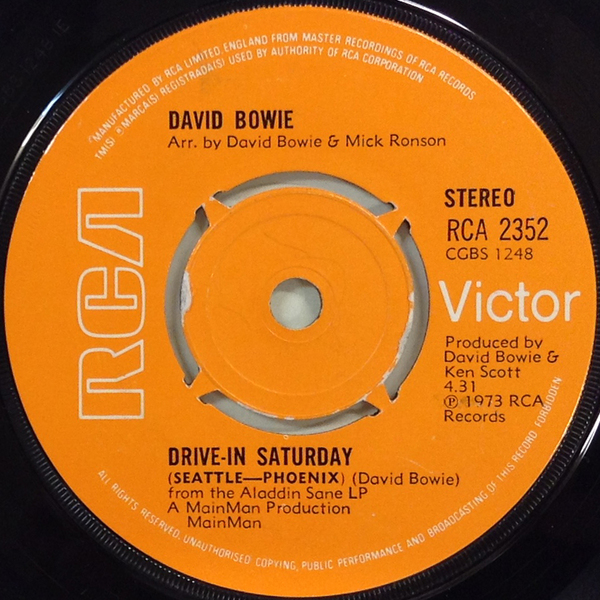 MANUFACTURED BY RCA LIMITED, ENGLAND FROM MASTER RECORDINGS OF RCA RECORDS
TM(S) ® MARCA(S) REGISTRADA(S) USED BY AUTHORITY OF RCA CORPORATION
DAVID BOWIE
Arr. by David Bowie & Mick Ronson
RCA
STEREO
RCA 2352
CGBS 1248
Victor
Produced by
David Bowie &
Ken Scott
4.31
℗ 1973 RCA
Records
DRIVE-IN SATURDAY
(SEATTLE—PHOENIX) (David Bowie)
from the Aladdin Sane LP
A MainMan Production
MainMan
ALL RIGHTS RESERVED, UNAUTHORISED COPYING, PUBLIC PERFORMANCE AND BROADCASTING OF THIS RECORD FORBIDDEN